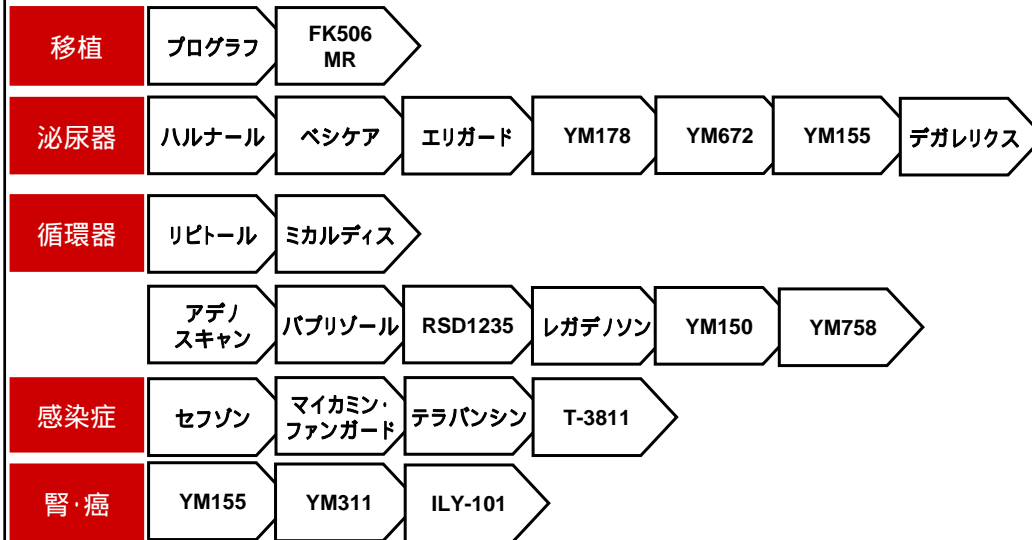 移植
プログラフ
FK506
MR
泌尿器
ハルナール
ベシケア
エリガード
YM178
YM672
YM155
デガレリクス
循環器
リピトール
ミカルディス
アデノ
スキャン
バプリゾール
RSD1235
レガデノソン
YM150
YM758
感染症
セフゾン
マイカミン・
ファンガード
テラバンシン
T-3811
腎・癌
YM155
YM311
ILY-101